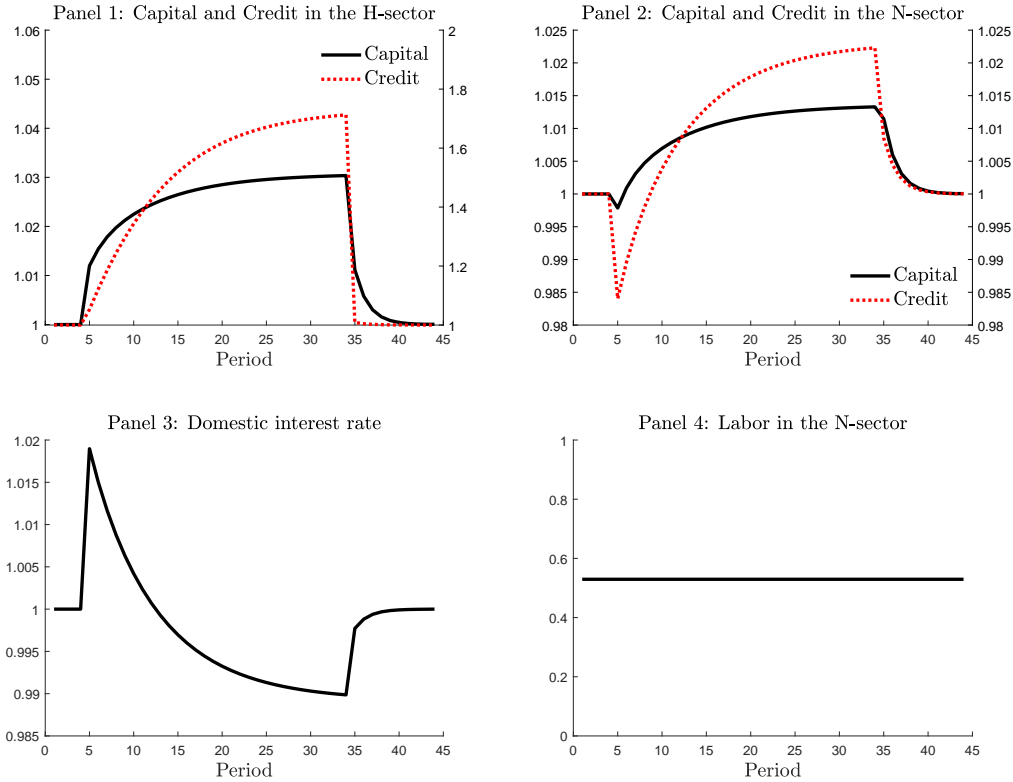 Panel 1: Capital and Credit in the H-sector
1.06
1.05
1.04
1.03
1.02
1.01
1
2
1.8
1.6
1.4
1.2
1
Capital
Credit
0 5 10 15 20 25 30 35 40 45
Period
Panel 2: Capital and Credit in the N-sector
1.025
1.02
1.015
1.01
1.005
1
0.995
0.99
0.985
0.98
1.025
1.02
1.015
1.01
1.005
1
0.995
0.99
0.985
0.98
Capital
Credit
0 5 10 15 20 25 30 35 40 45
Period
Panel 3: Domestic interest rate
1.02
1.015
1.01
1.005
1
0.995
0.99
0.985
0 5 10 15 20 25 30 35 40 45
Period
Panel 4: Labor in the N-sector
1
0.8
0.6
0.4
0.2
0
0 5 10 15 20 25 30 35 40 45
Period